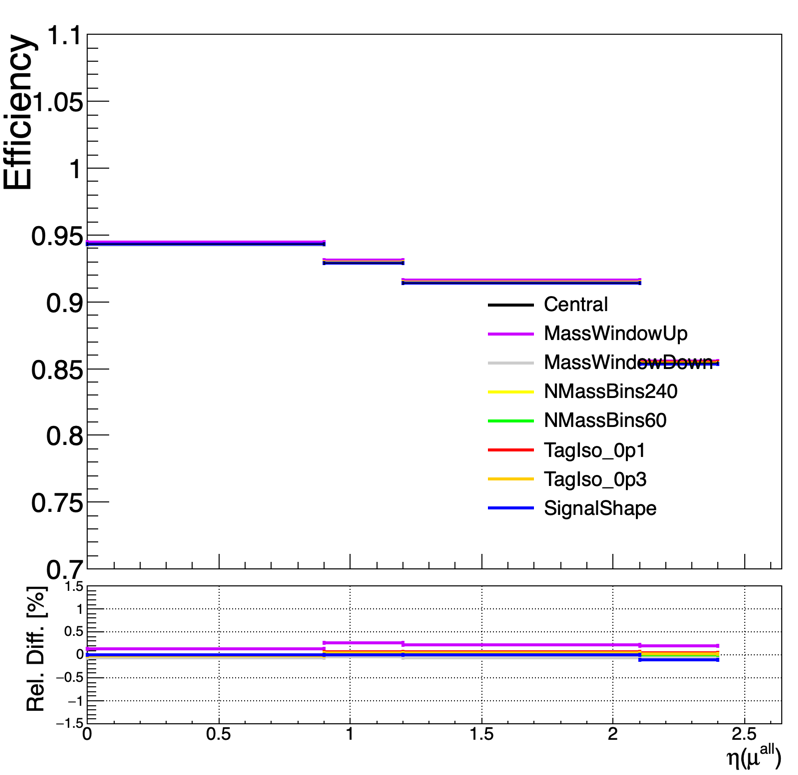 Efficiency
1.1
1.05
1
0.95
0.9
0.85
0.8
0.75
0.7
Central
MassWindowUp
MassWindowDown
NMassBins240
NMassBins60
TagIso_0p1
TagIso_0p3
SignalShape
Rel. Diff. [%]
1.5
1
0.5
0
−0.5
−1
−1.5
0 0.5 1 1.5 2 2.5
η(μ^all)